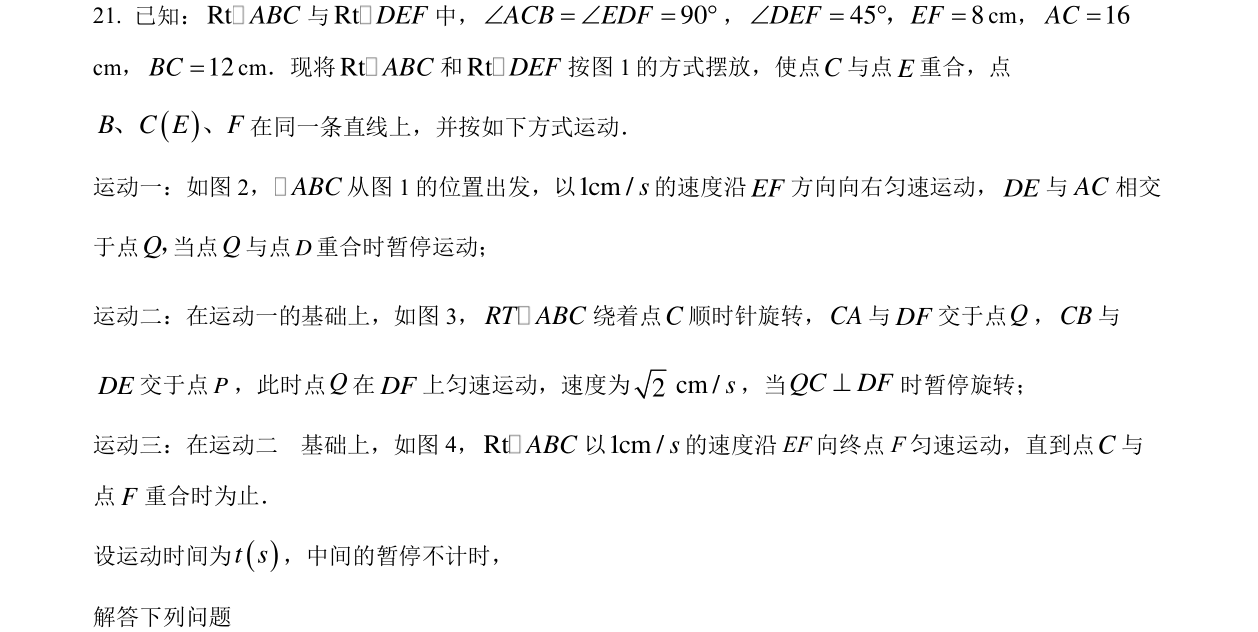 21. 已知：Rt□ABC 与 Rt□DEF 中，∠ACB = ∠EDF = 90°，∠DEF = 45°，EF = 8cm，AC = 16
cm，BC = 12cm．现将 Rt□ABC 和 Rt□DEF 按图 1 的方式摆放，使点 C 与点 E 重合，点
B、C(E)、F 在同一条直线上，并按如下方式运动．
运动一：如图 2，□ABC 从图 1 的位置出发，以 1cm / s 的速度沿 EF 方向向右匀速运动，DE 与 AC 相交
于点 Q，当点 Q 与点 D 重合时暂停运动；
运动二：在运动一的基础上，如图 3，RT□ABC 绕着点 C 顺时针旋转，CA 与 DF 交于点 Q，CB 与
DE 交于点 P，此时点 Q 在 DF 上匀速运动，速度为 √2 cm / s，当 QC ⊥ DF 时暂停旋转；
运动三：在运动二 基础上，如图 4，Rt□ABC 以 1cm / s 的速度沿 EF 向终点 F 匀速运动，直到点 C 与
点 F 重合时为止．
设运动时间为 t(s)，中间的暂停不计时，
解答下列问题